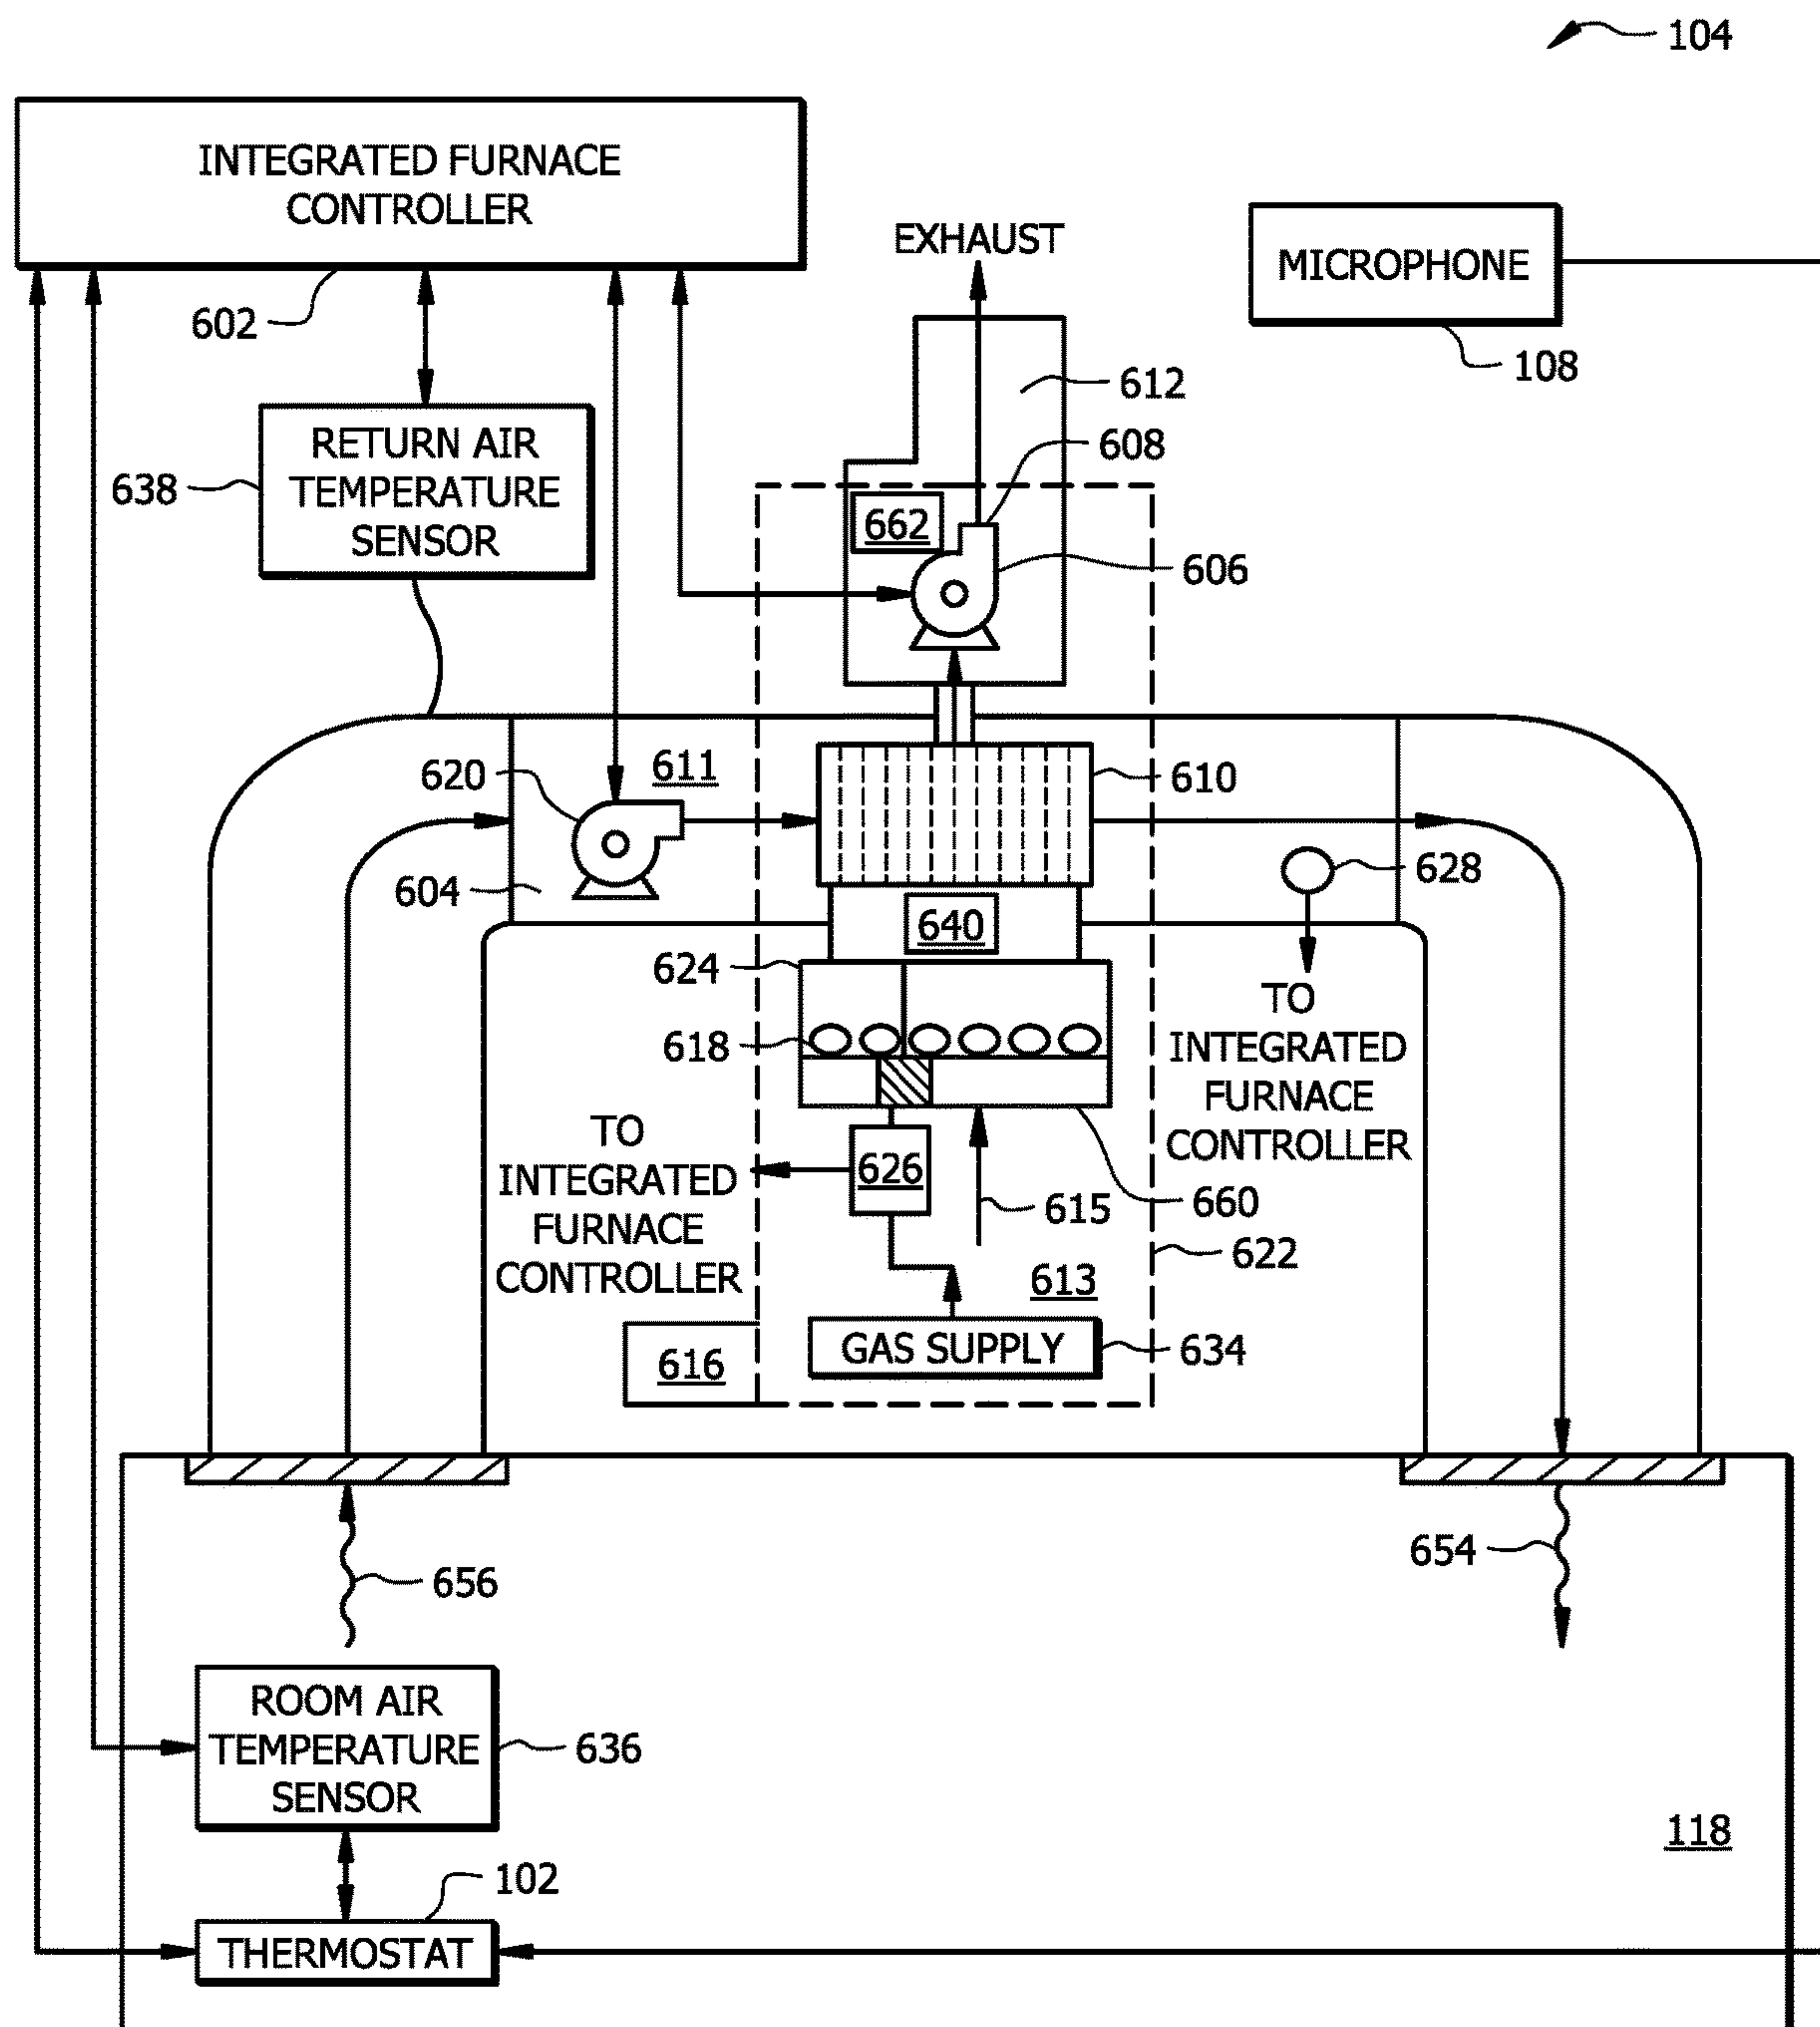 104
INTEGRATED FURNACE
CONTROLLER
602
EXHAUST
MICROPHONE
108
612
608
RETURN AIR
TEMPERATURE
SENSOR
638
662
606
620
611
610
604
628
640
624
618
TO
INTEGRATED
FURNACE
CONTROLLER
TO
INTEGRATED
FURNACE
CONTROLLER
626
615
660
622
613
616
GAS SUPPLY
634
656
654
ROOM AIR
TEMPERATURE
SENSOR
636
118
102
THERMOSTAT